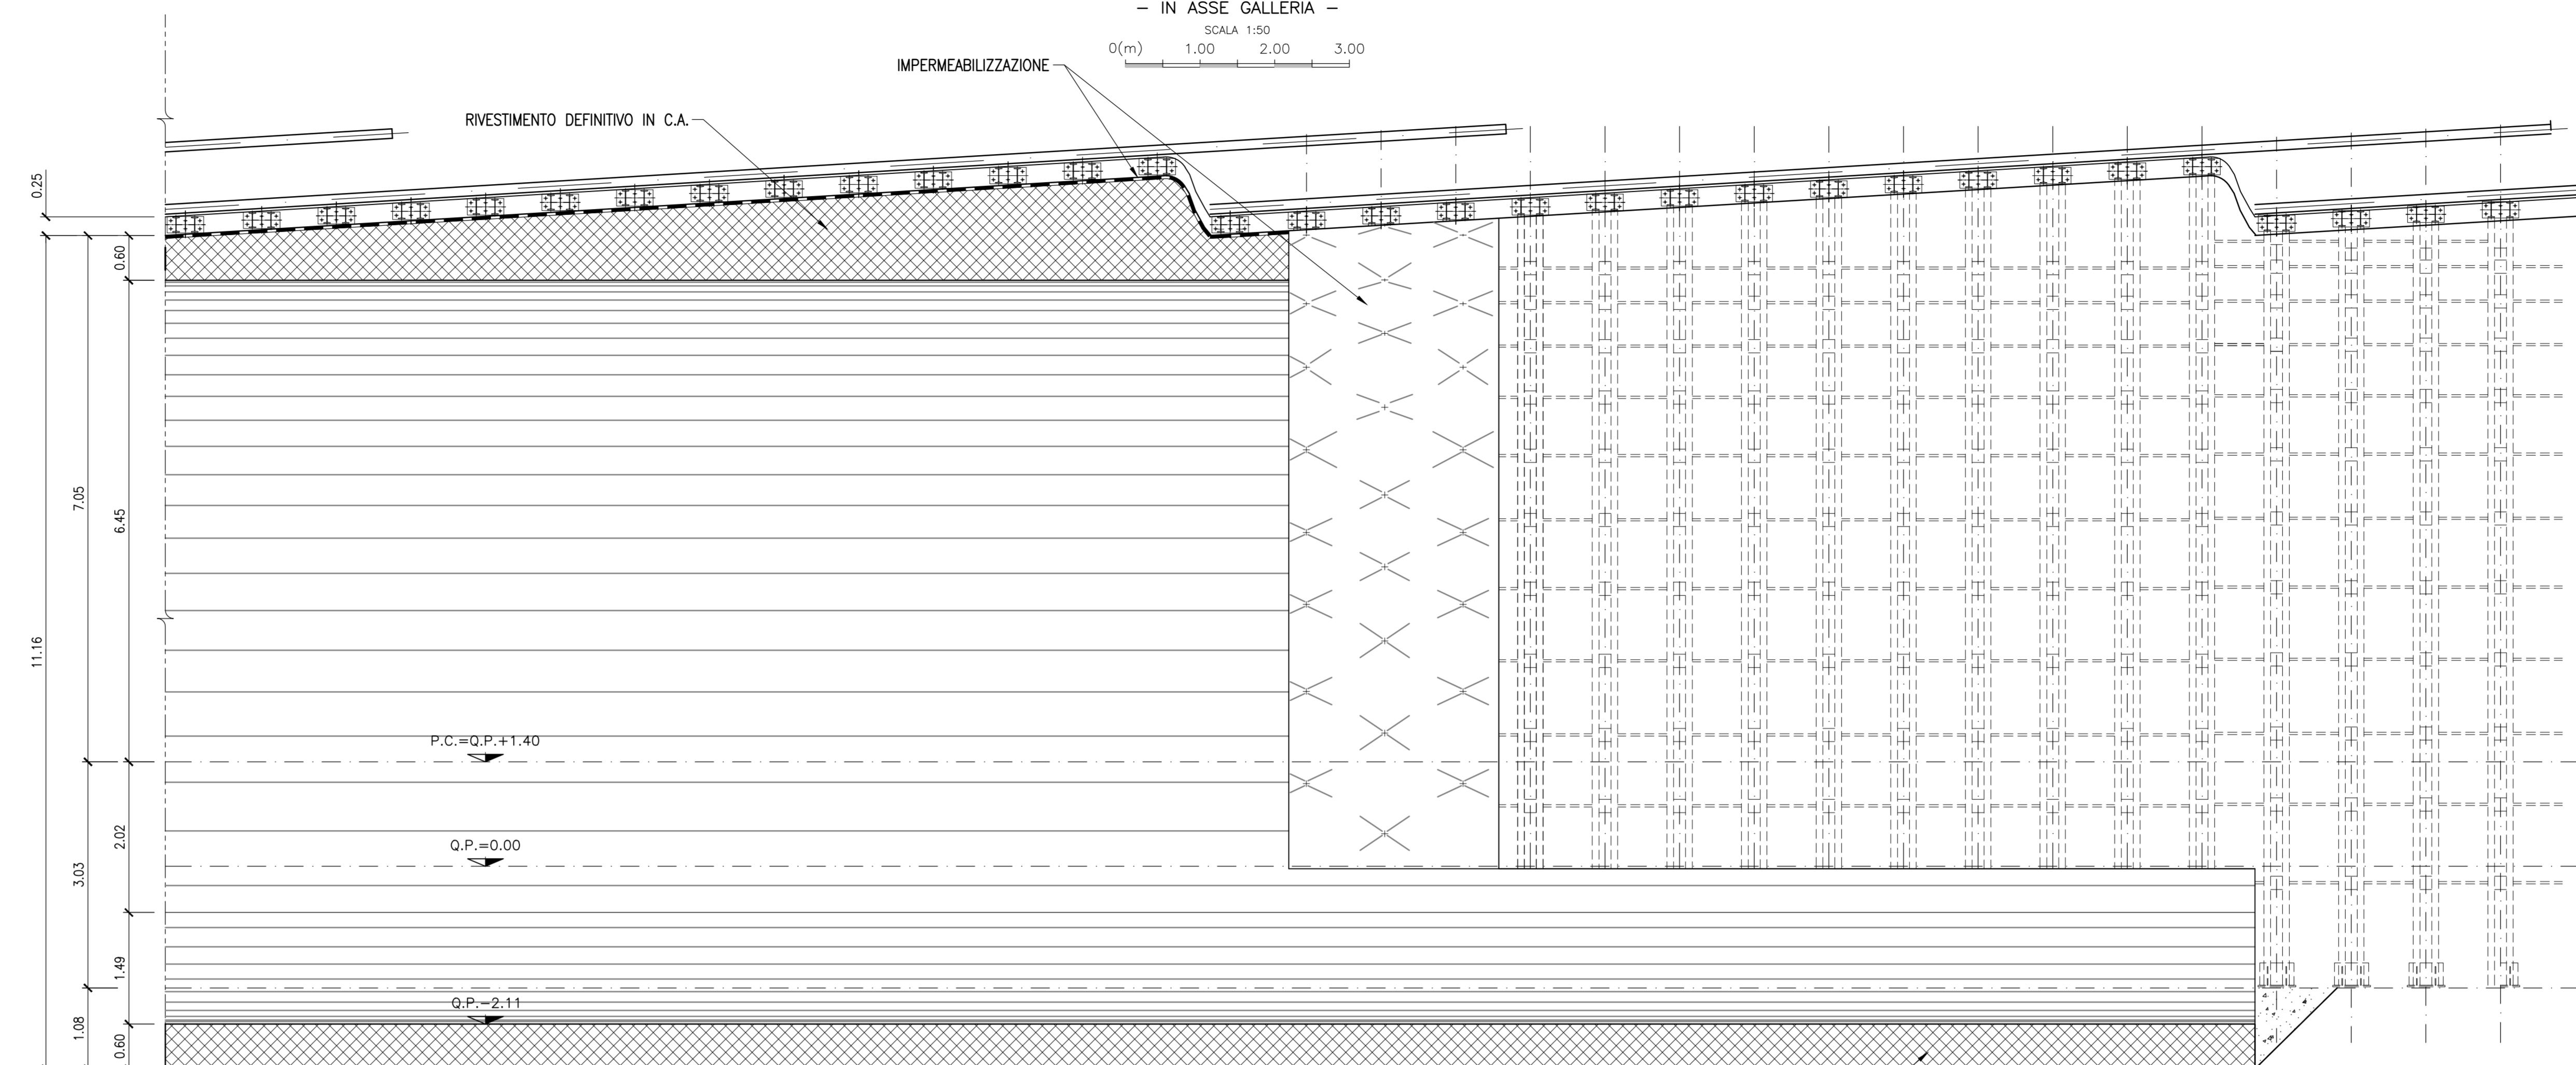 – IN ASSE GALLERIA –
SCALA 1:50
0(m) 1.00 2.00 3.00
IMPERMEABILIZZAZIONE
RIVESTIMENTO DEFINITIVO IN C.A.
0.25
0.60
7.05
6.45
11.16
P.C.=Q.P.+1.40
Q.P.=0.00
2.02
3.03
1.49
Q.P.-2.11
1.08
0.60